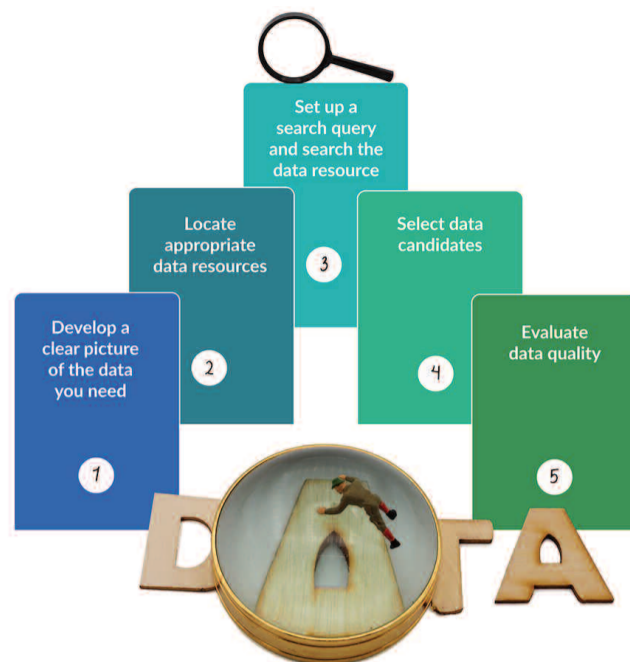 Develop a
clear picture
of the data
you need
1
Locate
appropriate
data resources
2
Set up a
search query
and search the
data resource
3
Select data
candidates
4
Evaluate
data quality
5
DATA